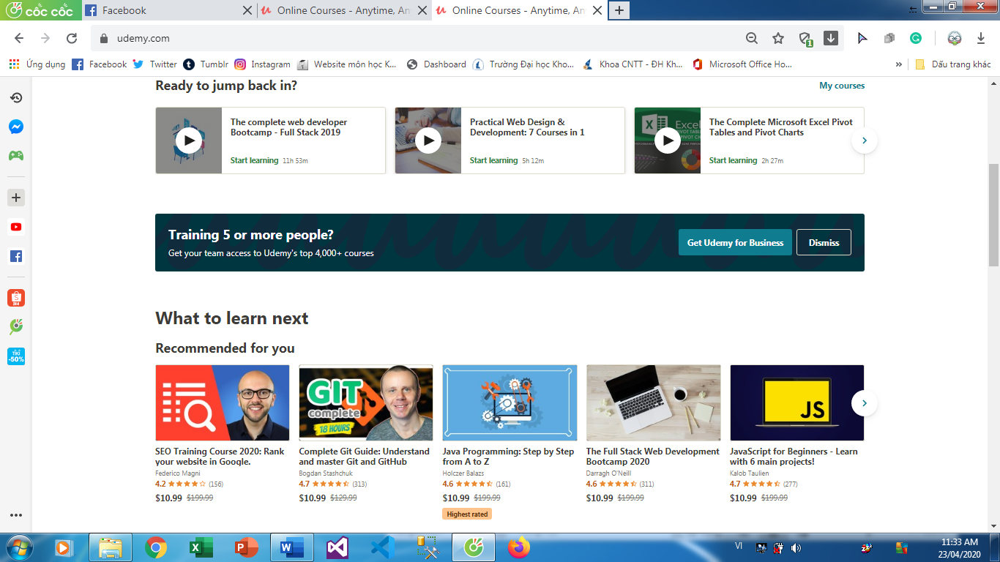 cốc cốc
Facebook
Online Courses - Anytime, An
Online Courses - Anytime, An
udemy.com
1
Ứng dụng
Facebook
Twitter
Tumblr
Instagram
Website môn học K...
Dashboard
Trường Đại học Kho...
Khoa CNTT - ĐH Kh...
Microsoft Office Ho...
»
Dấu trang khác
Ready to jump back in?
My courses
The complete web developer
Bootcamp - Full Stack 2019
Start learning 11h 53m
Practical Web Design &
Development: 7 Courses in 1
Start learning 5h 12m
Excel
The Complete Microsoft Excel Pivot
Tables and Pivot Charts
Start learning 2h 27m
Training 5 or more people?
Get your team access to Udemy's top 4,000+ courses
Get Udemy for Business
Dismiss
What to learn next
Recommended for you
GIT
complete
18 HOURS
JS
SEO Training Course 2020: Rank
your website in Google.
Federico Magni
4.2 (156)
$10.99 $199.99
Complete Git Guide: Understand
and master Git and GitHub
Bogdan Stashchuk
4.7 (313)
$10.99 $129.99
Java Programming: Step by Step
from A to Z
Holczer Balazs
4.6 (161)
$10.99 $199.99
Highest rated
The Full Stack Web Development
Bootcamp 2020
Darragh O'Neill
4.6 (311)
$10.99 $199.99
JavaScript for Beginners - Learn
with 6 main projects!
Kalob Taulien
4.7 (277)
$10.99 $199.99
TIKI
-50%
VI
11:33 AM
23/04/2020